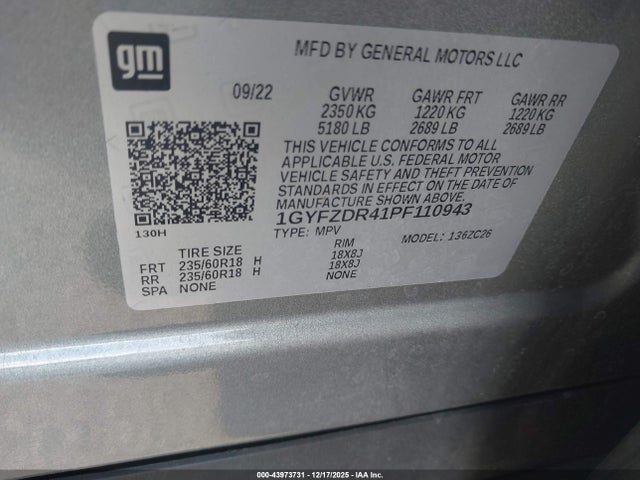 gm
MFD BY GENERAL MOTORS LLC
09/22 GVWR GAWR FRT GAWR RR
2350 KG 1220 KG 1220 KG
5180 LB 2689 LB 2689 LB
THIS VEHICLE CONFORMS TO ALL
APPLICABLE U.S. FEDERAL MOTOR
VEHICLE SAFETY AND THEFT PREVENTION
STANDARDS IN EFFECT ON THE DATE OF
MANUFACTURE SHOWN ABOVE.
1GYFZDR41PF110943
130H TYPE: MPV MODEL: 136ZC26
TIRE SIZE RIM
FRT 235/60R18 H 18X8J
RR 235/60R18 H 18X8J
SPA NONE NONE
000-43973731 - 12/17/2025 - IAA Inc.